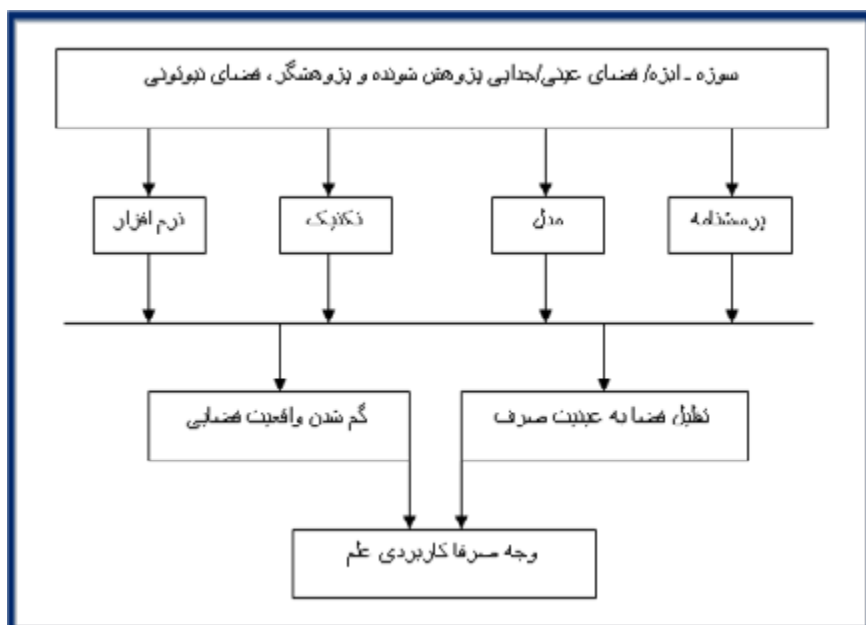 سوژه ـ ابژه/ فضای عینی/جدایی پژوهش شونده و پژوهشگر، فضای نیوتونی
پرسشنامه
مدل
تکنیک
نرم افزار
تقلیل فضا به عینیت صرف
گم شدن واقعیت فضایی
وجه صرفا کاربردی علم